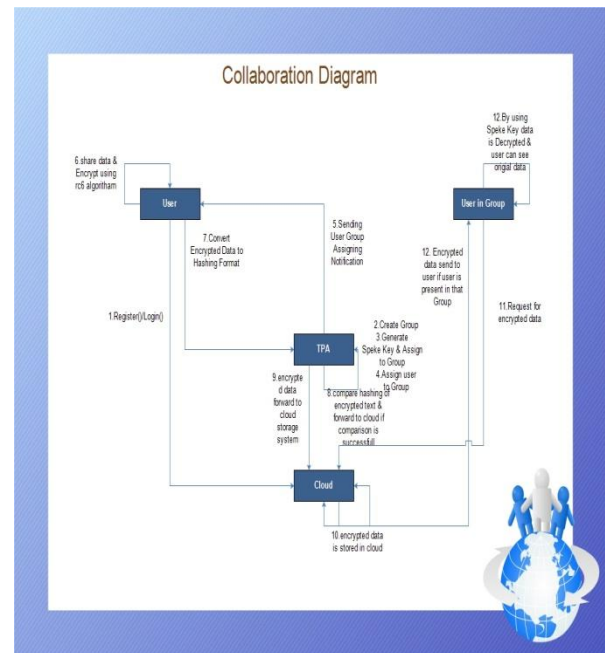 Collaboration Diagram
12.By using
Speke Key data
is Decrypted &
user can see
origial data
6.share data &
Encrypt using
rc6 algoritham
User
User in Group
7.Convert
Encrypted Data to
Hashing Format
5.Sending
User Group
Assigning
Notification
12. Encrypted
data send to
user if user is
present in that
Group
11.Request for
encrypted data
1.Register()/Login()
2.Create Group
3.Generate
Speke Key & Assign
to Group
4.Assign user
to Group
TPA
9.encrypte
d data
forward to
cloud
storage
system
8.compare hashing of
encrypted text &
forward to cloud if
comparison is
successfull
Cloud
10.encrypted data
is stored in cloud